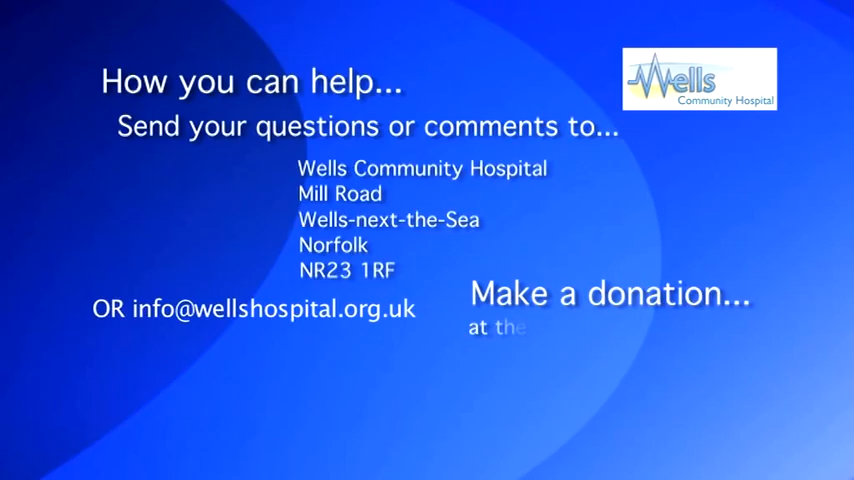 How you can help...
Wells
Community Hospital
Send your questions or comments to...
Wells Community Hospital
Mill Road
Wells-next-the-Sea
Norfolk
NR23 1RF
Make a donation...
OR info@wellshospital.org.uk
at the